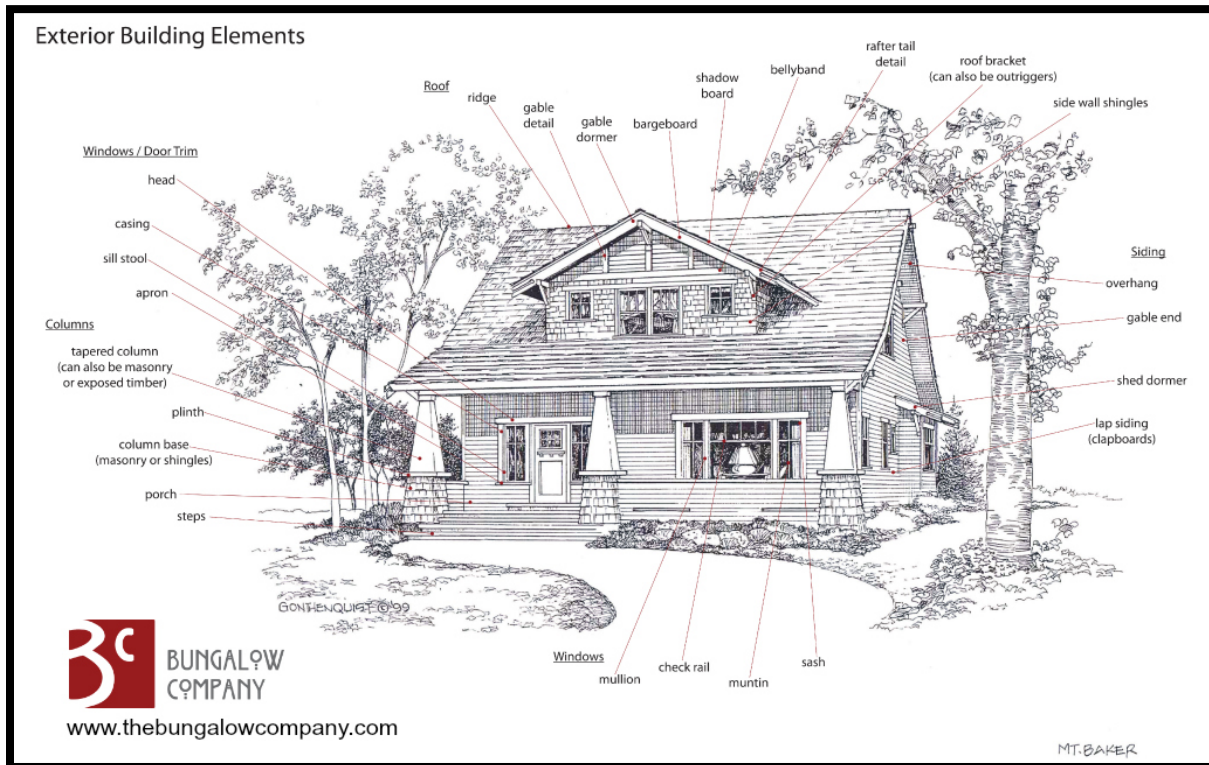 Exterior Building Elements
Roof
ridge
gable
detail
gable
dormer
bargeboard
shadow
board
bellyband
rafter tail
detail
roof bracket
(can also be outriggers)
side wall shingles
Windows / Door Trim
head
casing
sill stool
apron
Columns
tapered column
(can also be masonry
or exposed timber)
plinth
column base
(masonry or shingles)
porch
steps
Siding
overhang
gable end
shed dormer
lap siding
(clapboards)
Windows
mullion
check rail
muntin
sash
©'99
Bc
BUNGALOW
COMPANY
www.thebungalowcompany.com
MT. BAKER